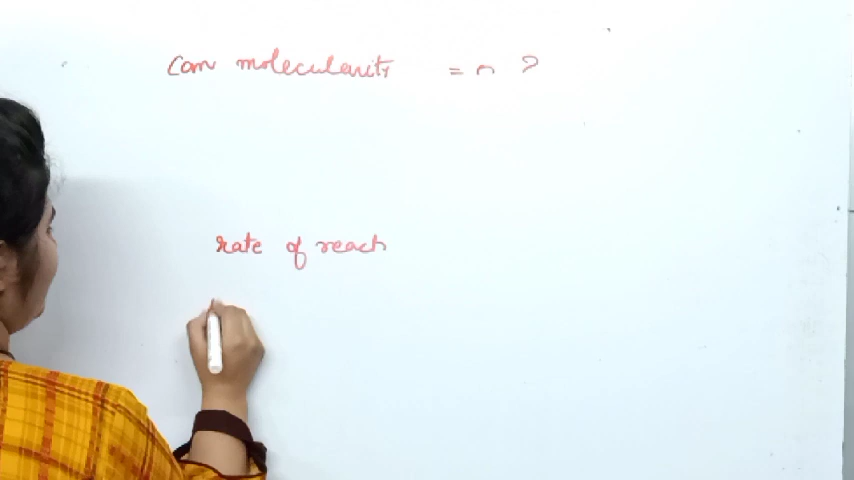 Can molecularity = n ?
rate of reach